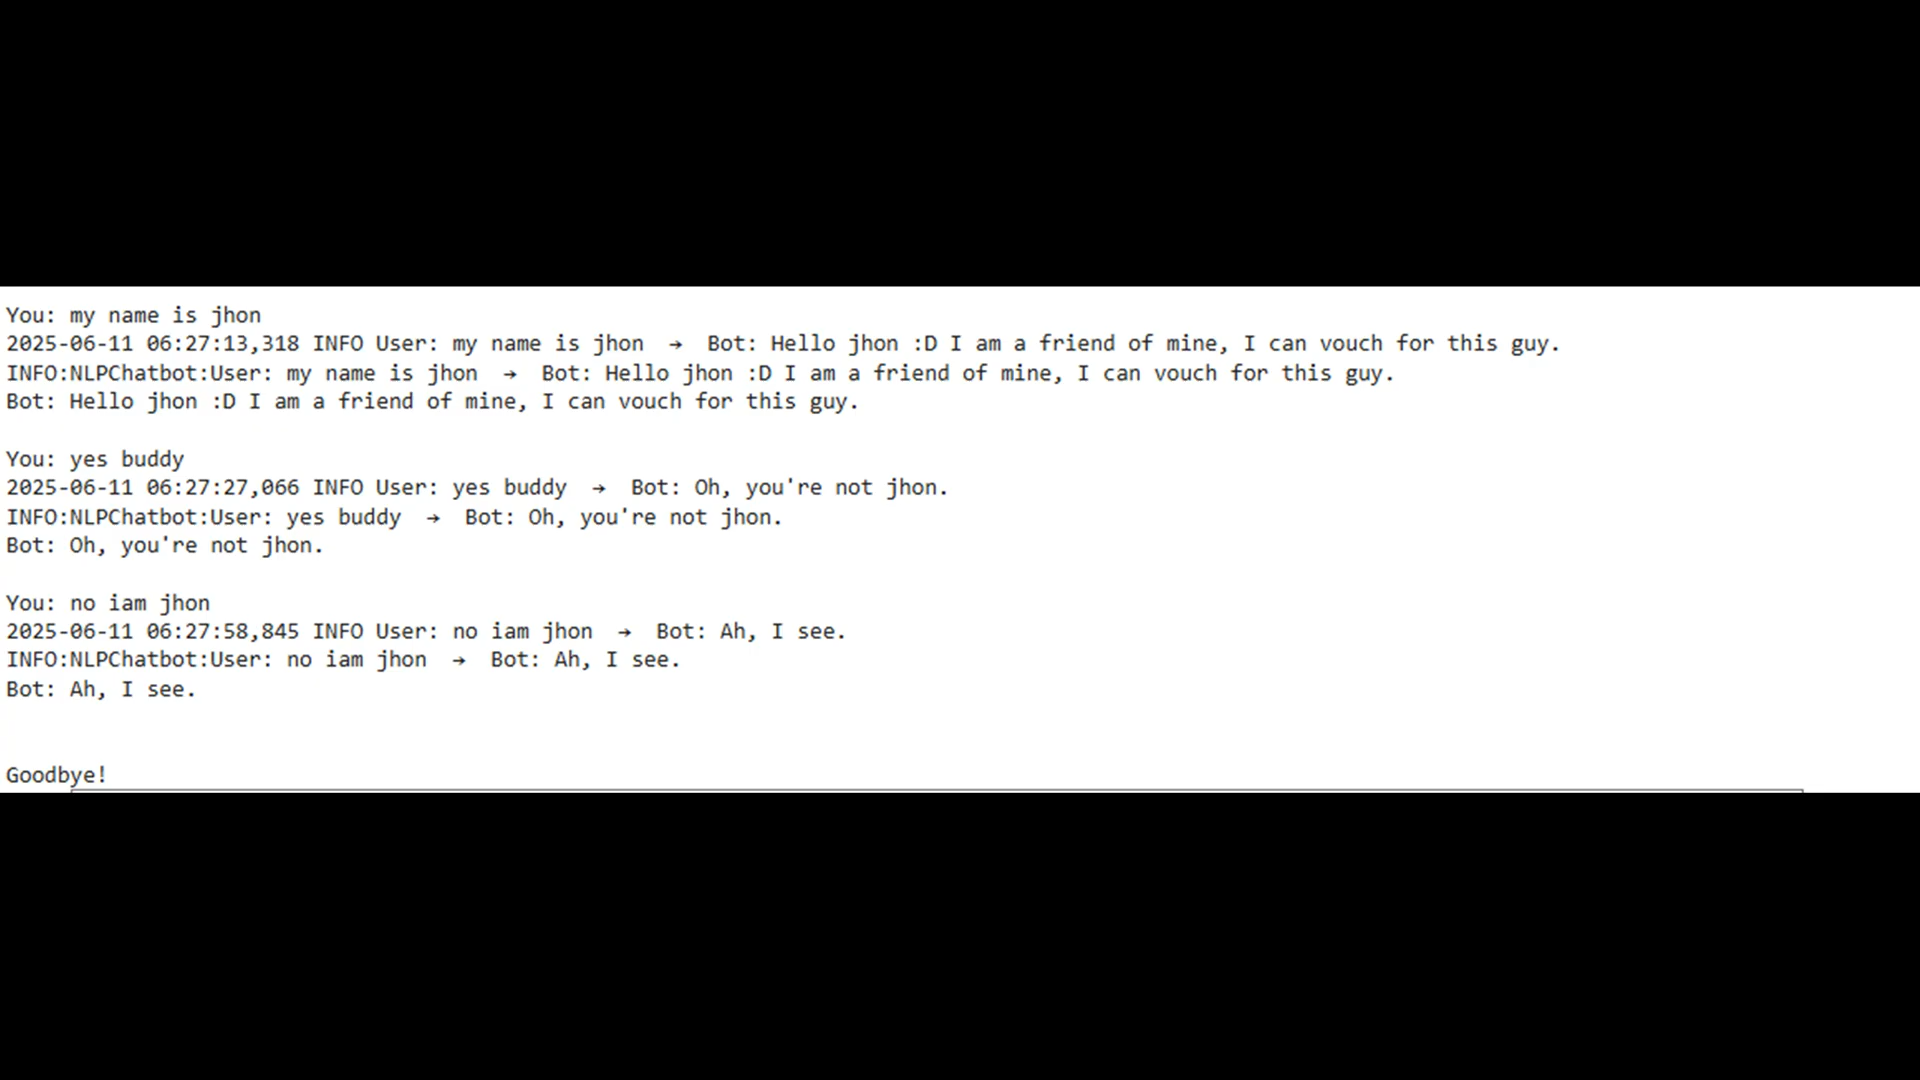 You: my name is jhon
2025-06-11 06:27:13,318 INFO User: my name is jhon → Bot: Hello jhon :D I am a friend of mine, I can vouch for this guy.
INFO:NLPChatbot:User: my name is jhon → Bot: Hello jhon :D I am a friend of mine, I can vouch for this guy.
Bot: Hello jhon :D I am a friend of mine, I can vouch for this guy.
You: yes buddy
2025-06-11 06:27:27,066 INFO User: yes buddy → Bot: Oh, you're not jhon.
INFO:NLPChatbot:User: yes buddy → Bot: Oh, you're not jhon.
Bot: Oh, you're not jhon.
You: no iam jhon
2025-06-11 06:27:58,845 INFO User: no iam jhon → Bot: Ah, I see.
INFO:NLPChatbot:User: no iam jhon → Bot: Ah, I see.
Bot: Ah, I see.
Goodbye!